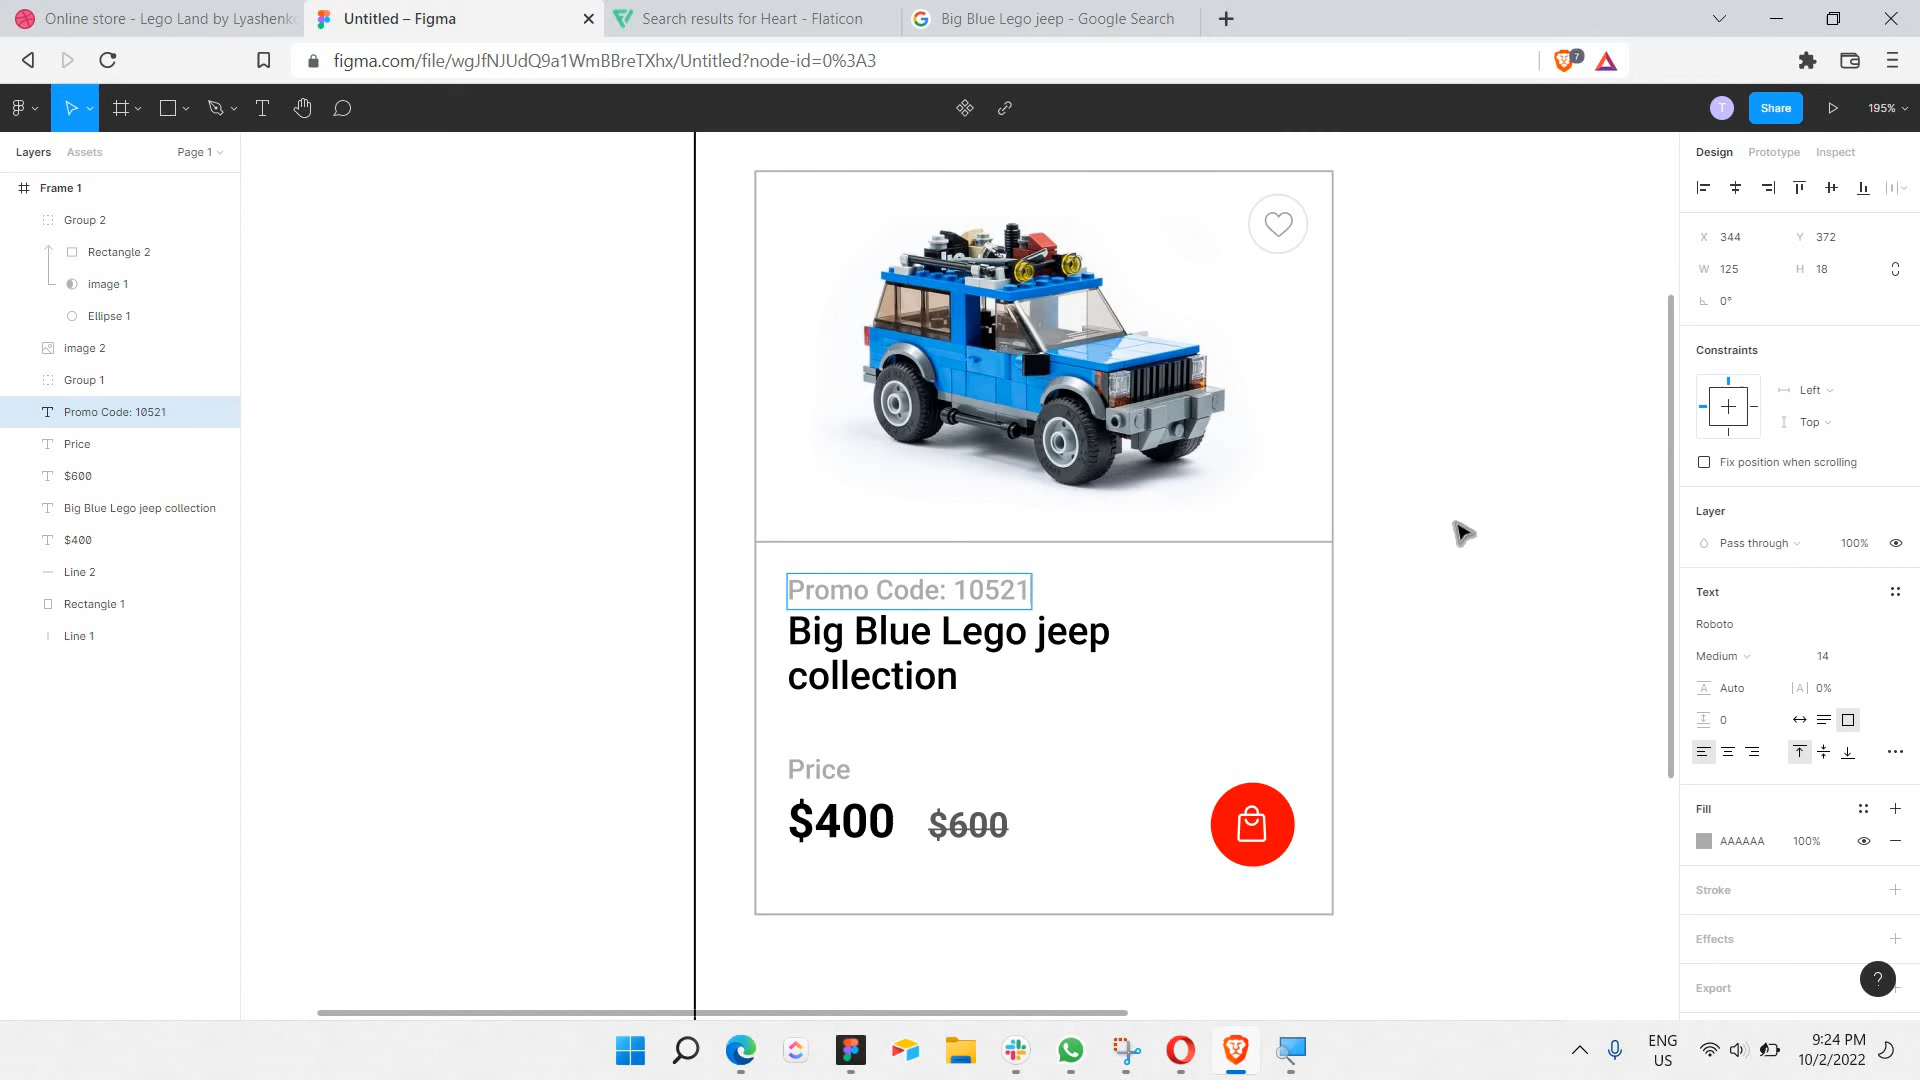 Online store - Lego Land by Lyashenko
Untitled – Figma
Search results for Heart - Flaticon
Big Blue Lego jeep - Google Search
figma.com/file/wgJfNJUdQ9a1WmBBreTXhx/Untitled?node-id=0%3A3
7
T
Share
195%
Layers
Assets
Page 1
Design
Prototype
Inspect
Frame 1
Group 2
Rectangle 2
image 1
Ellipse 1
image 2
Group 1
Promo Code: 10521
Price
$600
Big Blue Lego jeep collection
$400
Line 2
Rectangle 1
Line 1
Promo Code: 10521
Big Blue Lego jeep
collection
Price
$400 $600
X 344 Y 372
W 125 H 18
0°
Constraints
Left
Top
Fix position when scrolling
Layer
Pass through 100%
Text
Roboto
Medium 14
Auto 0%
0
Fill
AAAAAA 100%
Stroke
Effects
Export
?
ENG
US
9:24 PM
10/2/2022